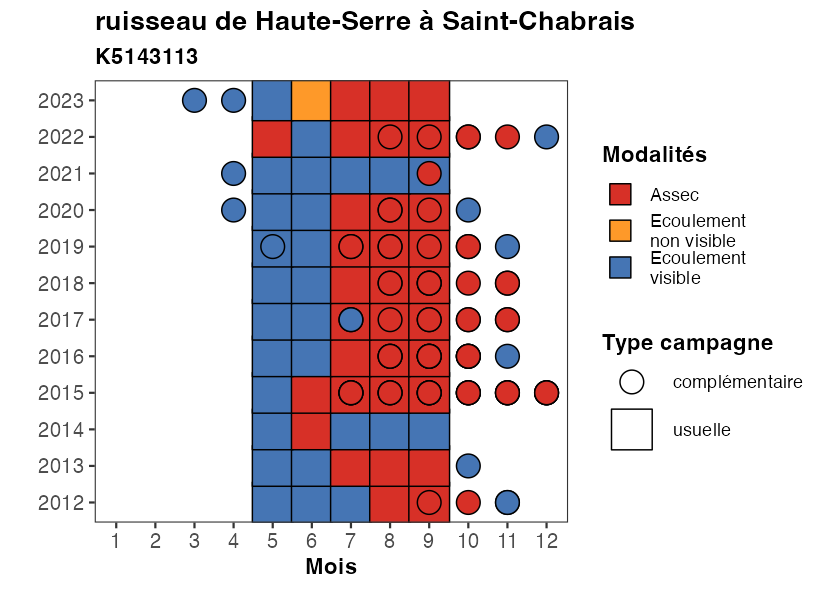 ruisseau de Haute-Serre à Saint-Chabrais
K5143113
2023
2022
2021
2020
2019
2018
2017
2016
2015
2014
2013
2012
1 2 3 4 5 6 7 8 9 10 11 12
Mois
Modalités
Assec
Ecoulement
non visible
Ecoulement
visible
Type campagne
complémentaire
usuelle